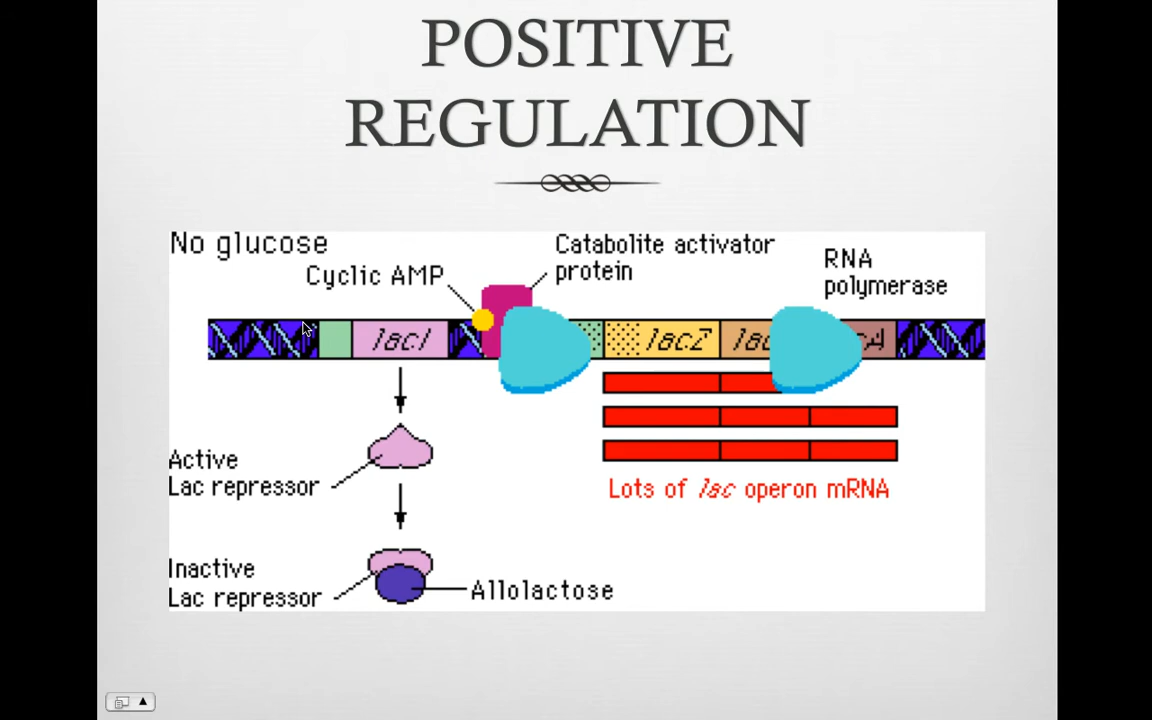 POSITIVE
REGULATION
No glucose
Cyclic AMP
Catabolite activator
protein
RNA
polymerase
lacI
lacZ
lac
A
Active
Lac repressor
Lots of lac operon mRNA
Inactive
Lac repressor
Allolactose